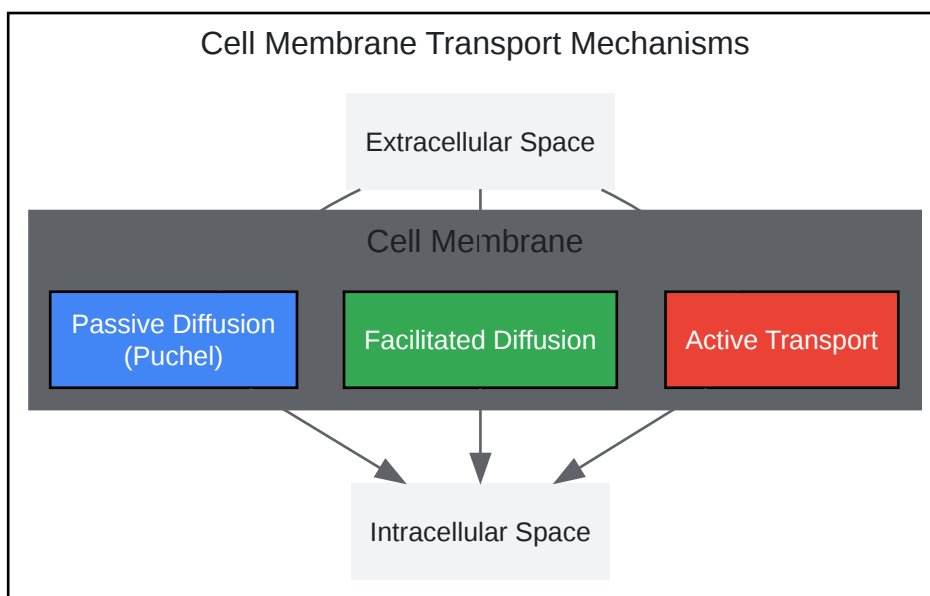 Cell Membrane Transport Mechanisms
Extracellular Space
Cell Membrane
Passive Diffusion
(Puchel)
Facilitated Diffusion
Active Transport
Intracellular Space